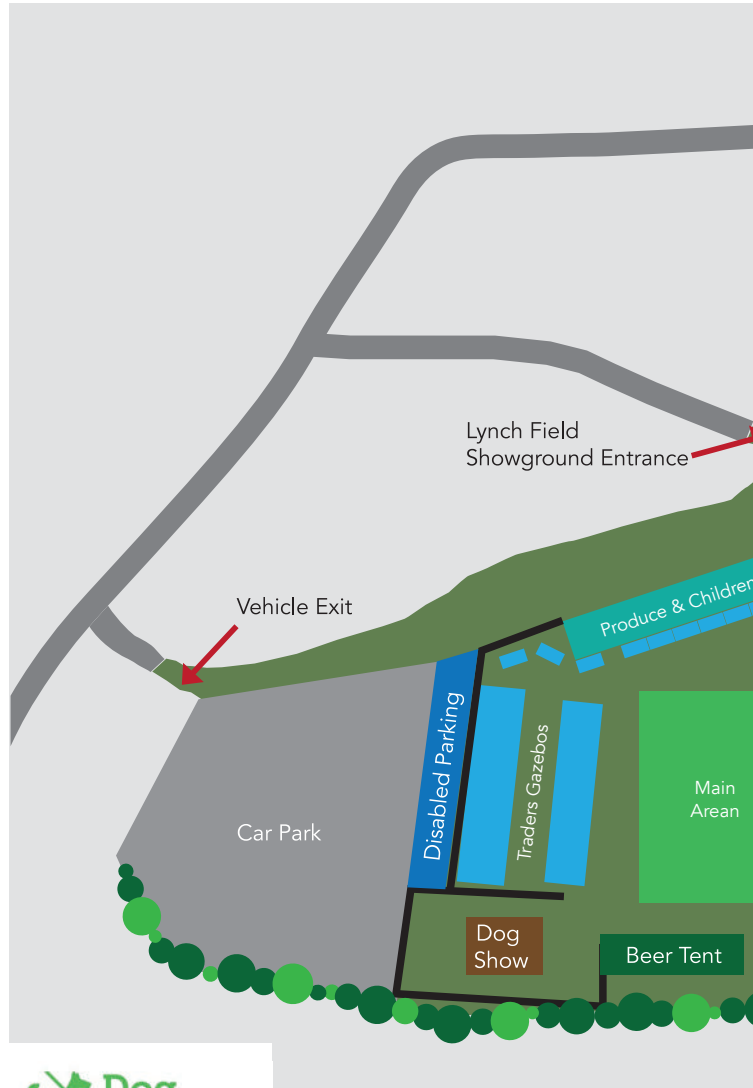 Lynch Field
Showground Entrance
Vehicle Exit
Produce & Children
Disabled Parking
Traders Gazebos
Main
Arean
Car Park
Dog
Show
Beer Tent
Dog